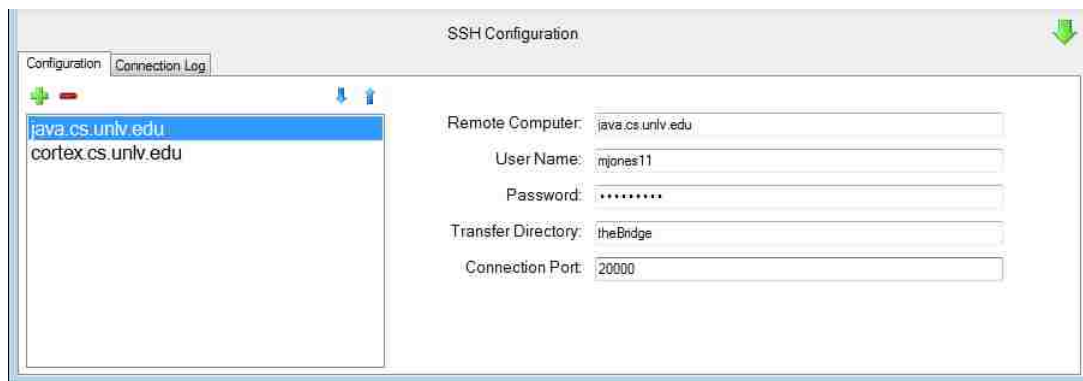 SSH Configuration
Configuration Connection Log
java.cs.unlv.edu
cortex.cs.unlv.edu
Remote Computer: java.cs.unlv.edu
User Name: mjones11
Password: •••••••••
Transfer Directory: theBridge
Connection Port: 20000